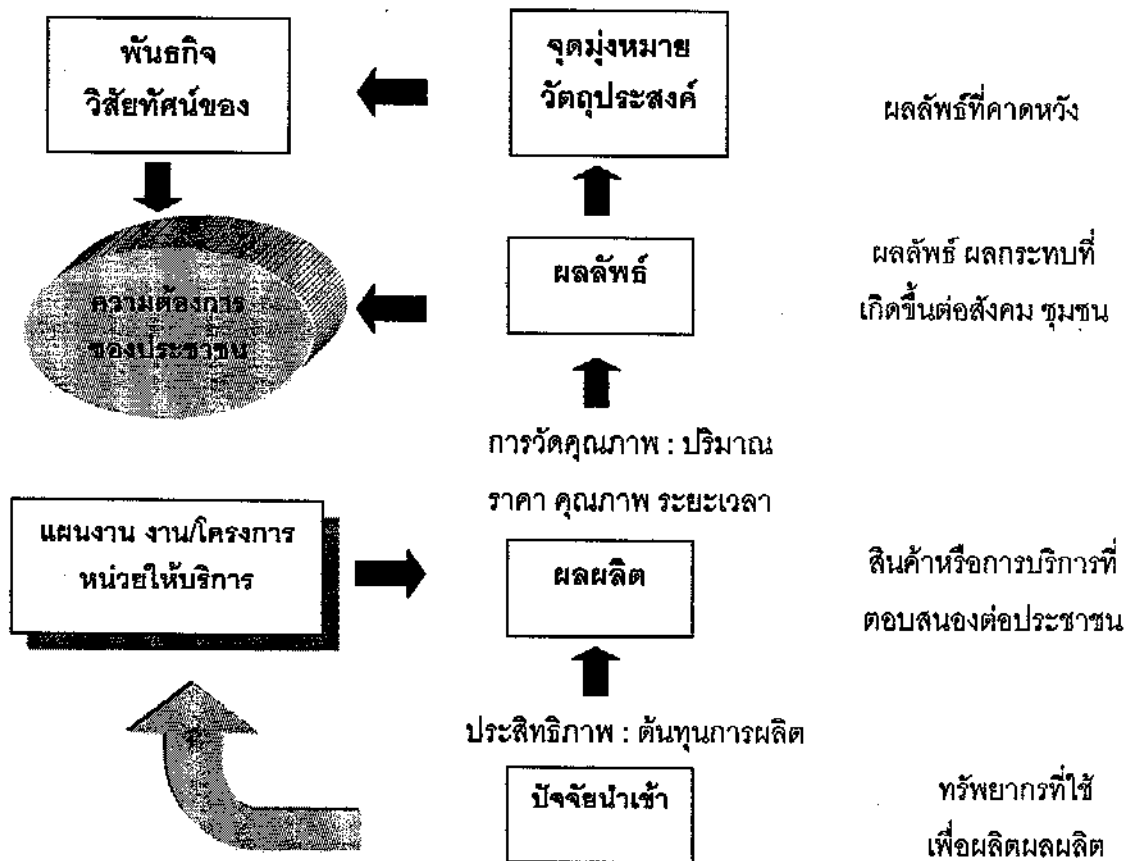 พันธกิจ
วิสัยทัศน์ของ
จุดมุ่งหมาย
วัตถุประสงค์
ผลลัพธ์ที่คาดหวัง
ความต้องการ
ของประชาชน
ผลลัพธ์
ผลลัพธ์ ผลกระทบที่
เกิดขึ้นต่อสังคม ชุมชน
การวัดคุณภาพ : ปริมาณ
ราคา คุณภาพ ระยะเวลา
แผนงาน งาน/โครงการ
หน่วยให้บริการ
ผลผลิต
สินค้าหรือการบริการที่
ตอบสนองต่อประชาชน
ประสิทธิภาพ : ต้นทุนการผลิต
ปัจจัยนำเข้า
ทรัพยากรที่ใช้
เพื่อผลิตผลผลิต